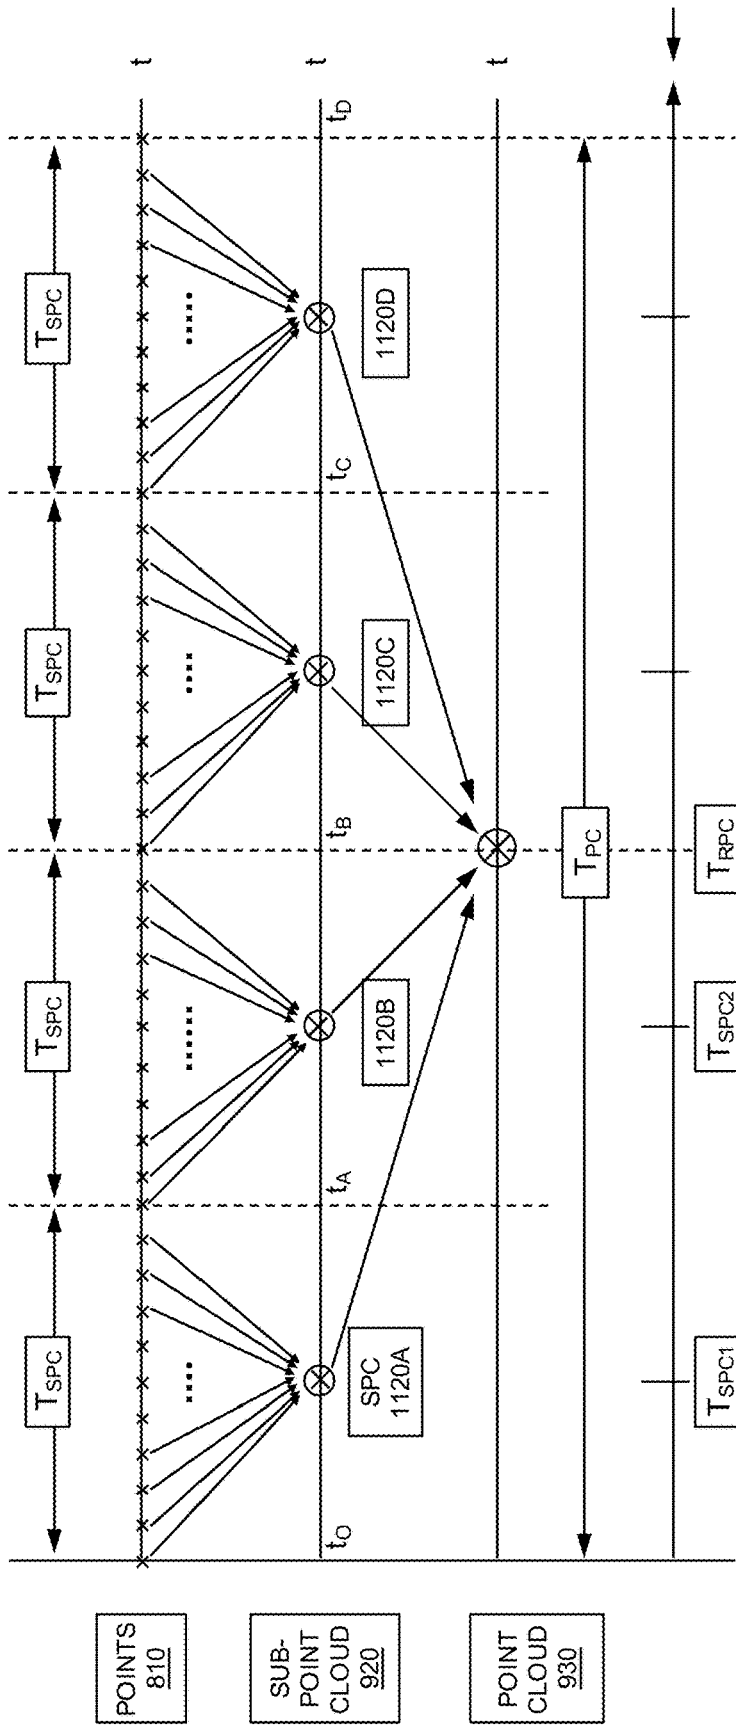 TSPC
TSPC
TSPC
TSPC
POINTS
810
t
SUB-
POINT
CLOUD
920
tO
tA
tB
tC
tD
t
SPC
1120A
1120B
1120C
1120D
POINT
CLOUD
930
t
TPC
TSPC1
TSPC2
TRPC